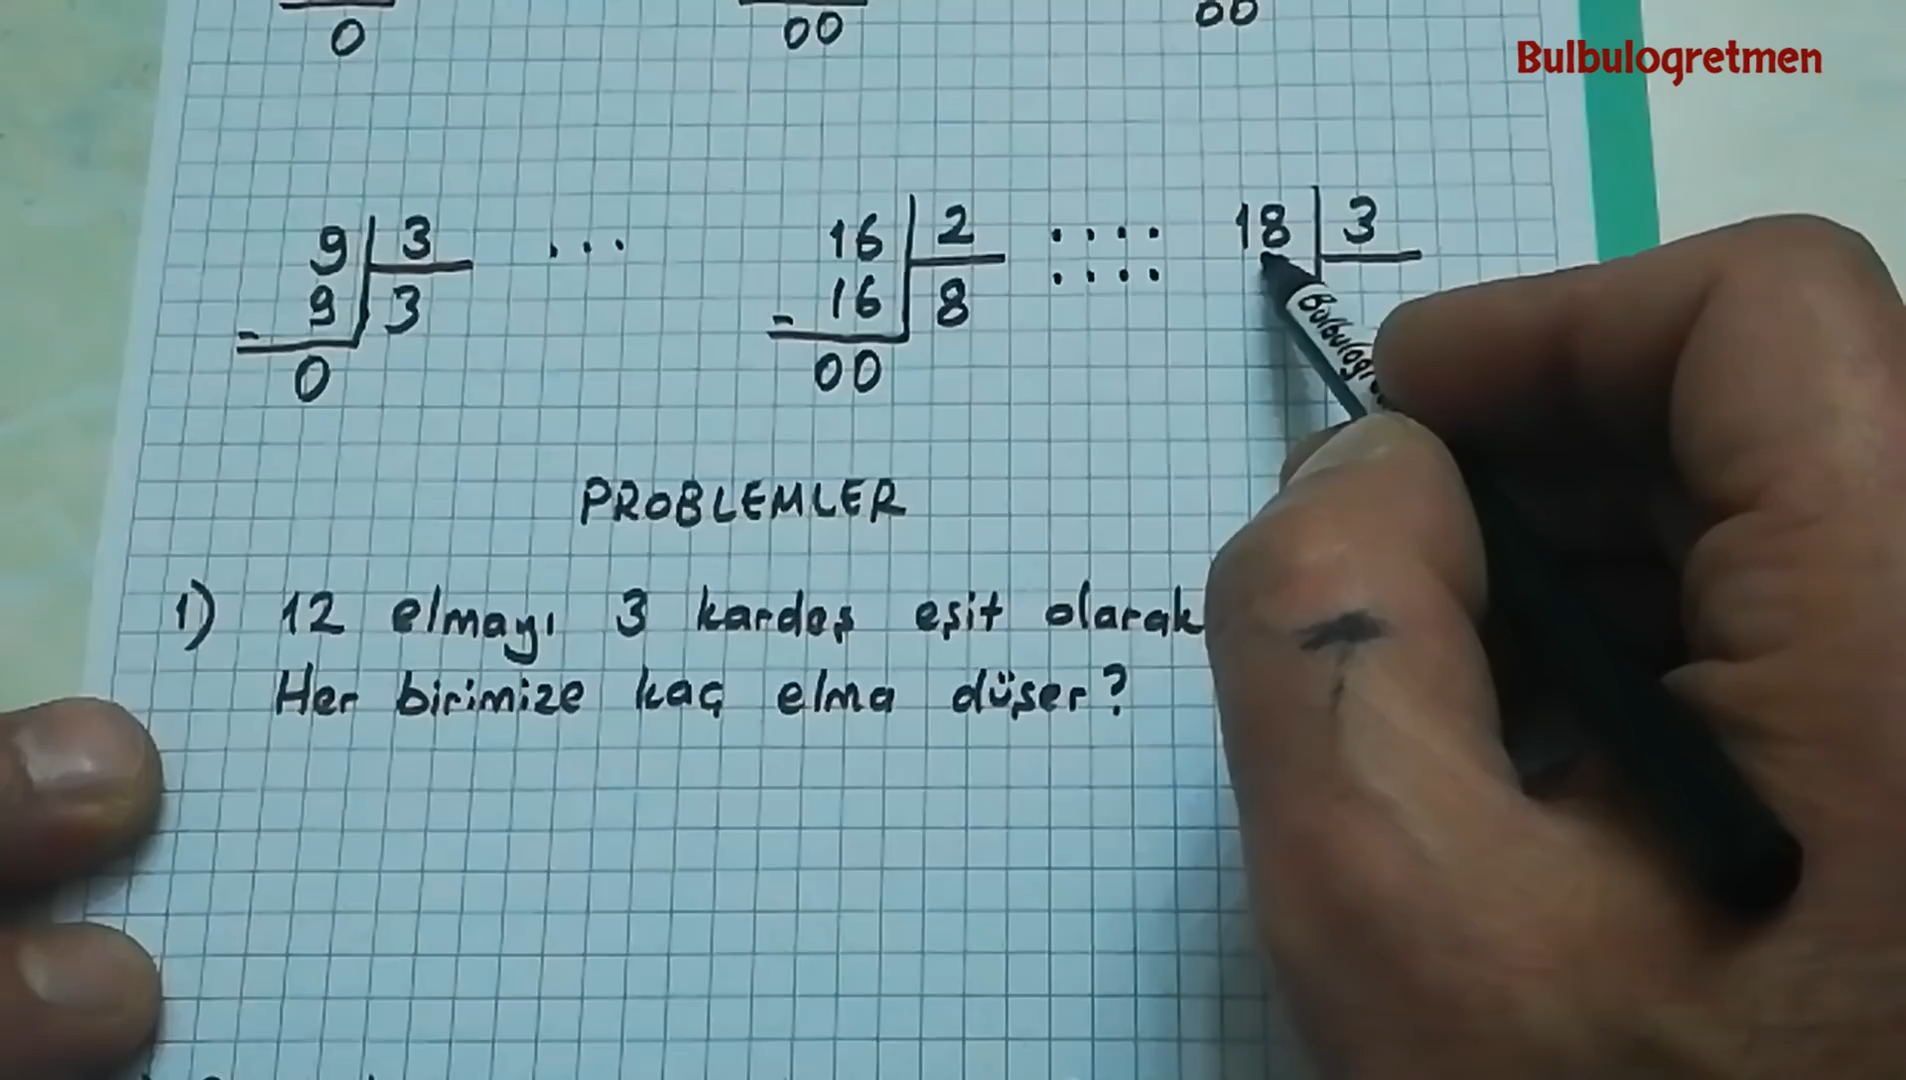 0 00 00
Bulbulogretmen
9 3 ... 16 2 :::: 18 3
- 9 3 - 16 8
0 00
Bulbulogr
PROBLEMLER
1) 12 elmayı 3 kardeş eşit olarak
Her birimize kaç elma düşer?